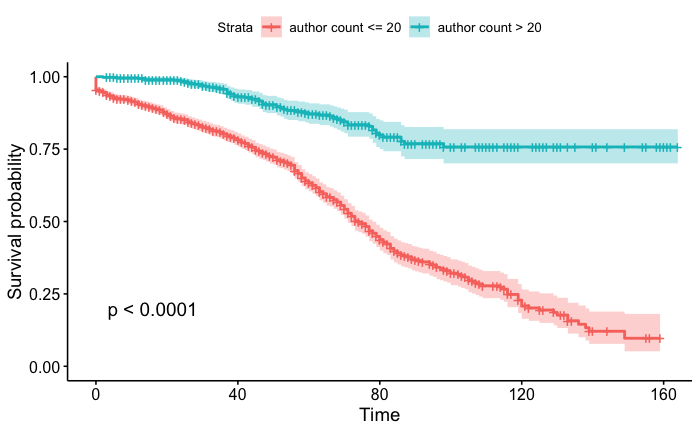 Strata author count <= 20 author count > 20
Survival probability
1.00
0.75
0.50
0.25
0.00
p < 0.0001
0 40 80 120 160
Time